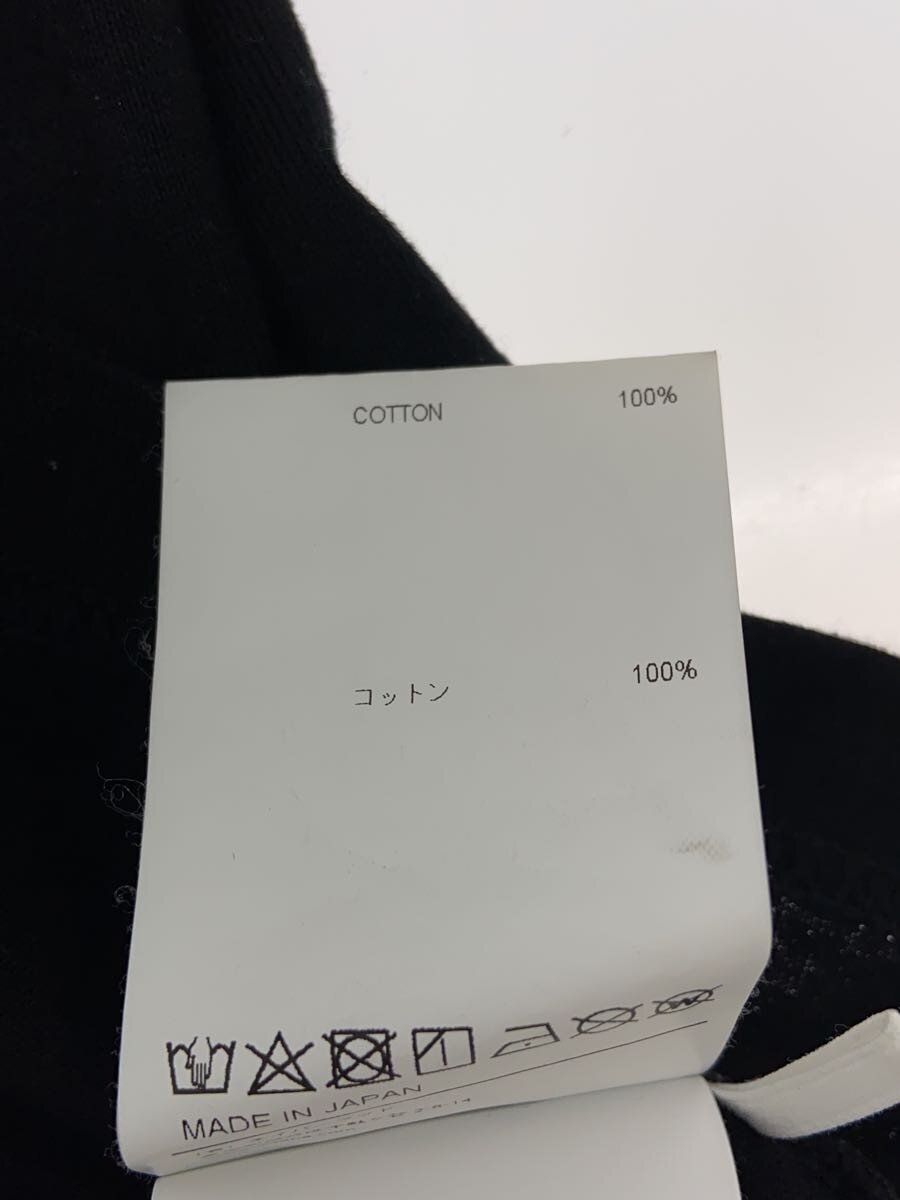 COTTON 100%
コットン 100%
MADE IN JAPAN